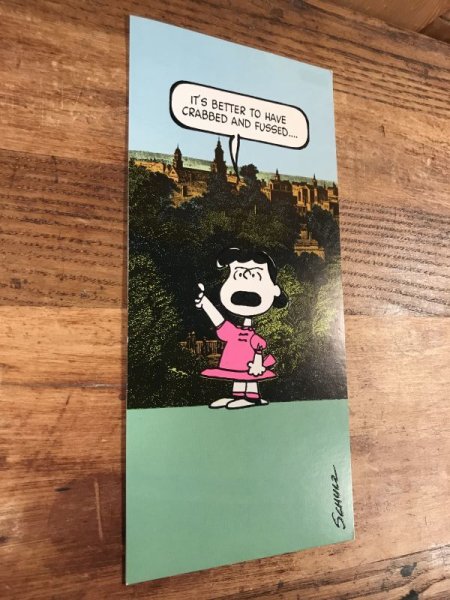 IT'S BETTER TO HAVE
CRABBED AND FUSSED....
SCHULZ